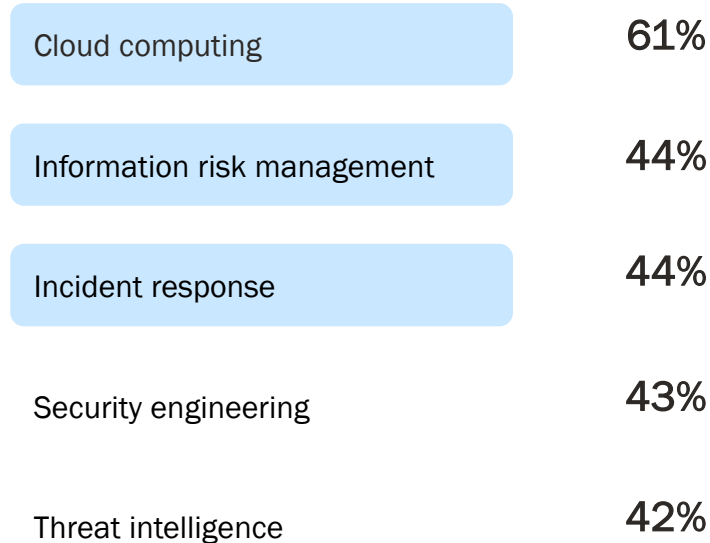 Cloud computing 61%
Information risk management 44%
Incident response 44%
Security engineering 43%
Threat intelligence 42%